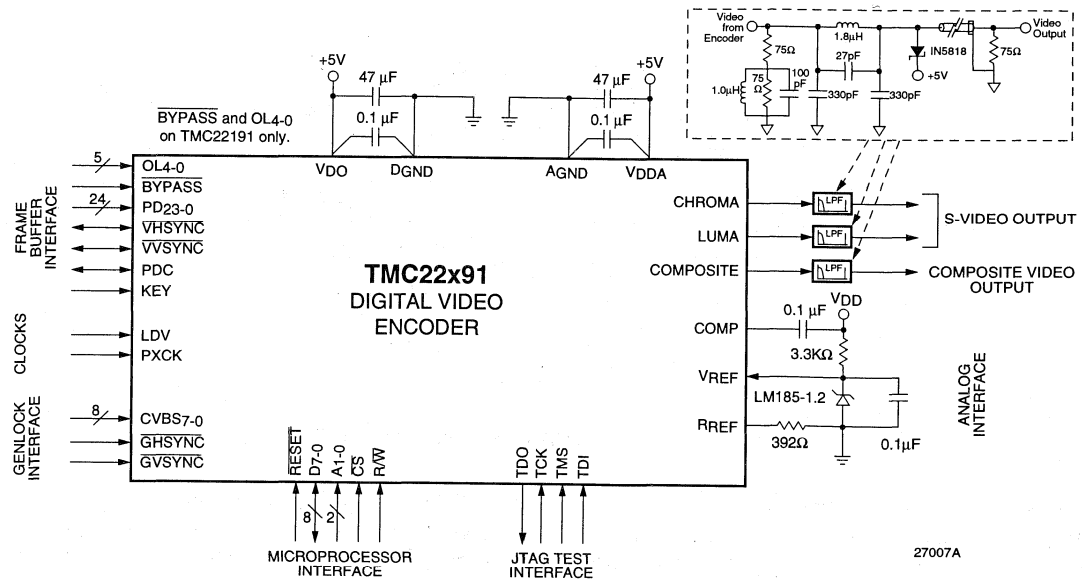 Video
from
Encoder
1.8µH
Video
Output
75Ω
27pF
IN5818
75Ω
+5V
1.0µH
75
Ω
100
pF
330pF
330pF
+5V
47 µF
0.1 µF
+5V
47 µF
0.1 µF
BYPASS and OL4-0
on TMC22191 only.
VDO
DGND
AGND
VDDA
FRAME
BUFFER
INTERFACE
5
OL4-0
BYPASS
24
PD23-0
VHSYNC
VVSYNC
PDC
KEY
CLOCKS
LDV
PXCK
GENLOCK
INTERFACE
8
CVBS7-0
GHSYNC
GVSYNC
TMC22x91
DIGITAL VIDEO
ENCODER
CHROMA
LPF
LUMA
LPF
S-VIDEO OUTPUT
COMPOSITE
LPF
COMPOSITE VIDEO
OUTPUT
VDD
0.1 µF
COMP
3.3KΩ
VREF
LM185-1.2
RREF
392Ω
0.1µF
ANALOG
INTERFACE
RESET
D7-0
A1-0
CS
R/W
8
2
MICROPROCESSOR
INTERFACE
TDO
TCK
TMS
TDI
JTAG TEST
INTERFACE
27007A